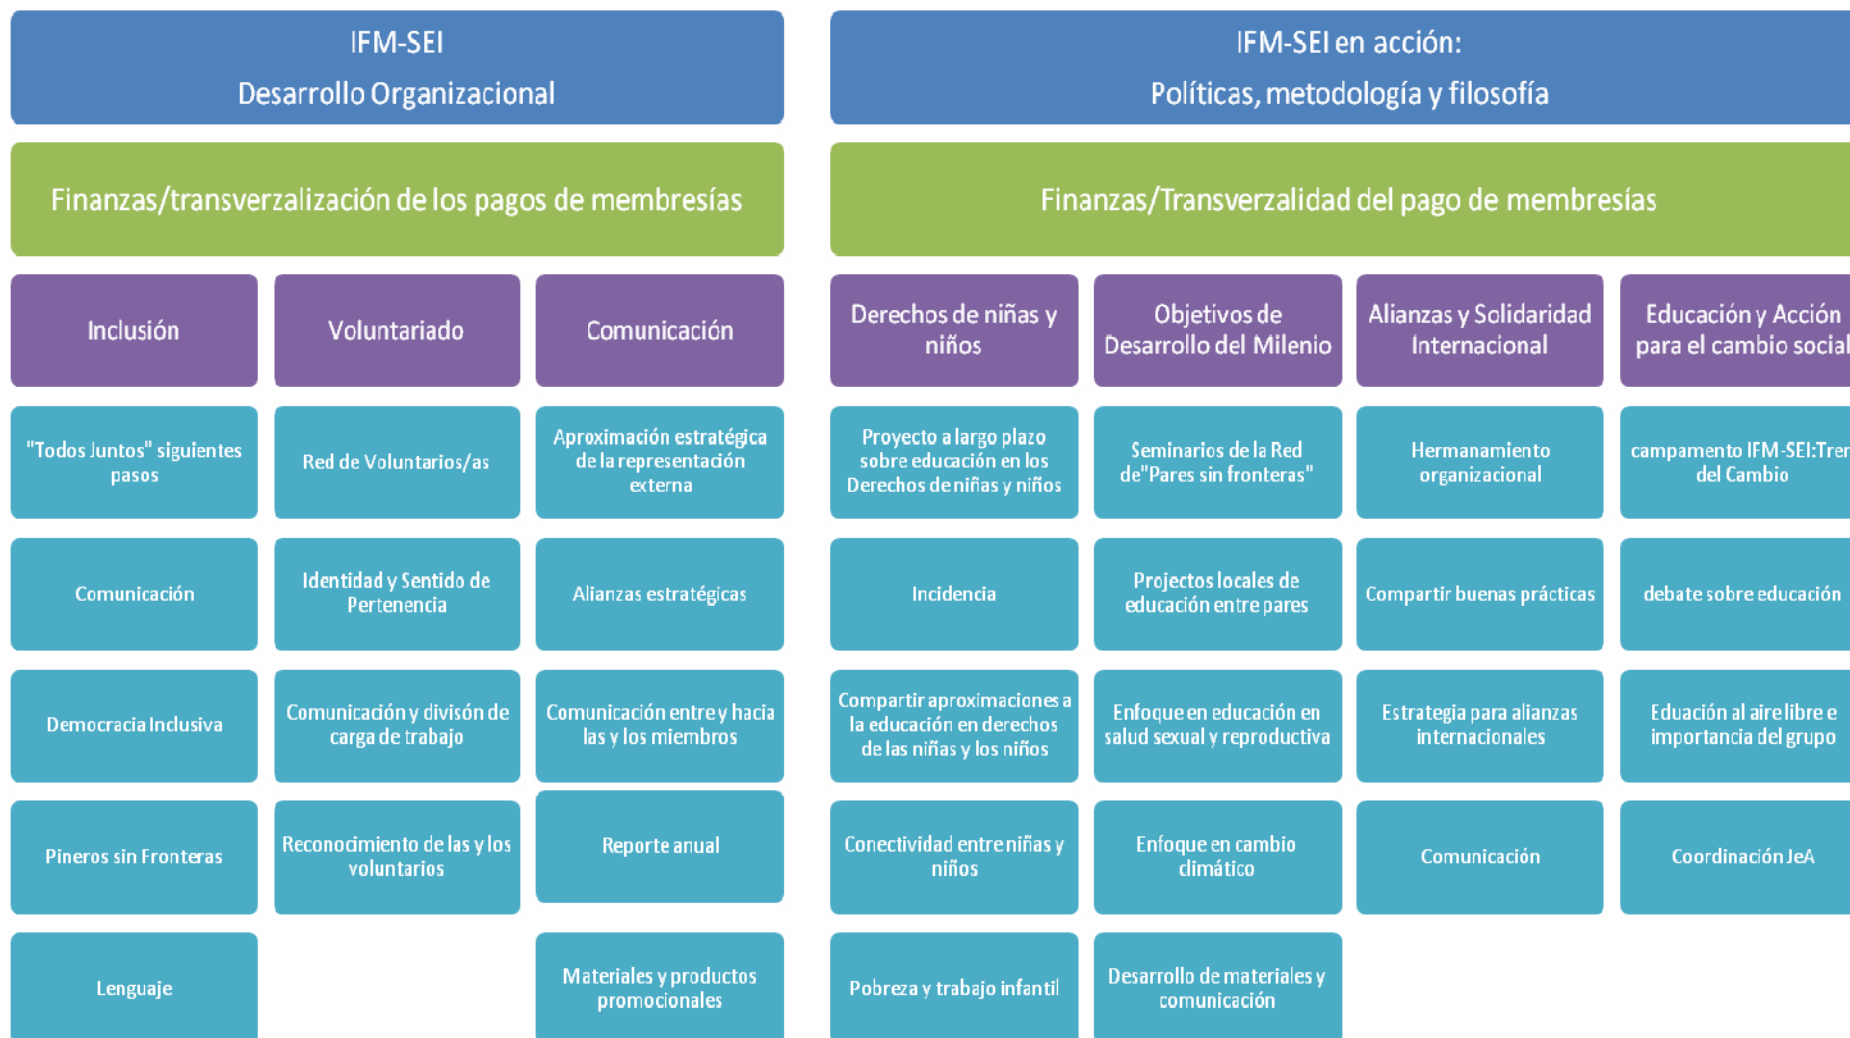 IFM-SEI
Desarrollo Organizacional
IFM-SEI en acción:
Políticas, metodología y filosofía
Finanzas/transverzalización de los pagos de membresías
Finanzas/Transverzalidad del pago de membresías
Inclusión
Voluntariado
Comunicación
Derechos de niñas y
niños
Objetivos de
Desarrollo del Milenio
Alianzas y Solidaridad
Internacional
Educación y Acción
para el cambio social
"Todos Juntos" siguientes
pasos
Red de Voluntarios/as
Aproximación estratégica
de la representación
externa
Proyecto a largo plazo
sobre educación en los
Derechos de niñas y niños
Seminarios de la Red
de"Pares sin fronteras"
Hermanamiento
organizacional
campamento IFM-SEI:Tren
del Cambio
Comunicación
Identidad y Sentido de
Pertenencia
Alianzas estratégicas
Incidencia
Projectos locales de
educación entre pares
Compartir buenas prácticas
debate sobre educación
Democracia Inclusiva
Comunicación y divisón de
carga de trabajo
Comunicación entre y hacia
las y los miembros
Compartir aproximaciones a
la educación en derechos
de las niñas y los niños
Enfoque en educación en
salud sexual y reproductiva
Estrategia para alianzas
internacionales
Eduación al aire libre e
importancia del grupo
Pineros sin Fronteras
Reconocimiento de las y los
voluntarios
Reporte anual
Conectividad entre niñas y
niños
Enfoque en cambio
climático
Comunicación
Coordinación JeA
Lenguaje
Materiales y productos
promocionales
Pobreza y trabajo infantil
Desarrollo de materiales y
comunicación